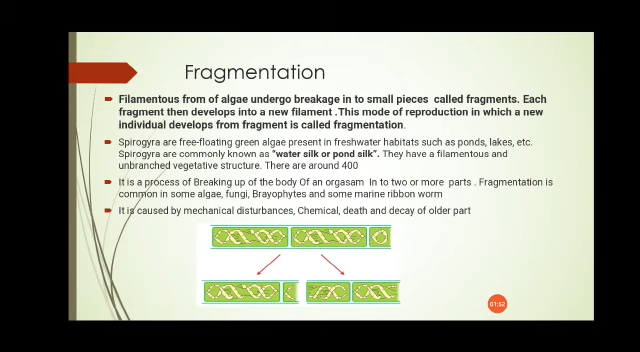 Fragmentation
Filamentous from of algae undergo breakage in to small pieces called fragments. Each
fragment then develops into a new filament .This mode of reproduction in which a new
individual develops from fragment is called fragmentation.
Spirogyra are free-floating green algae present in freshwater habitats such as ponds, lakes, etc.
Spirogyra are commonly known as “water silk or pond silk”. They have a filamentous and
unbranched vegetative structure. There are around 400
It is a process of Breaking up of the body Of an orgasam In to two or more parts . Fragmentation is
common in some algae, fungi, Brayophytes and some marine ribbon worm
It is caused by mechanical disturbances, Chemical, death and decay of older part
01:52